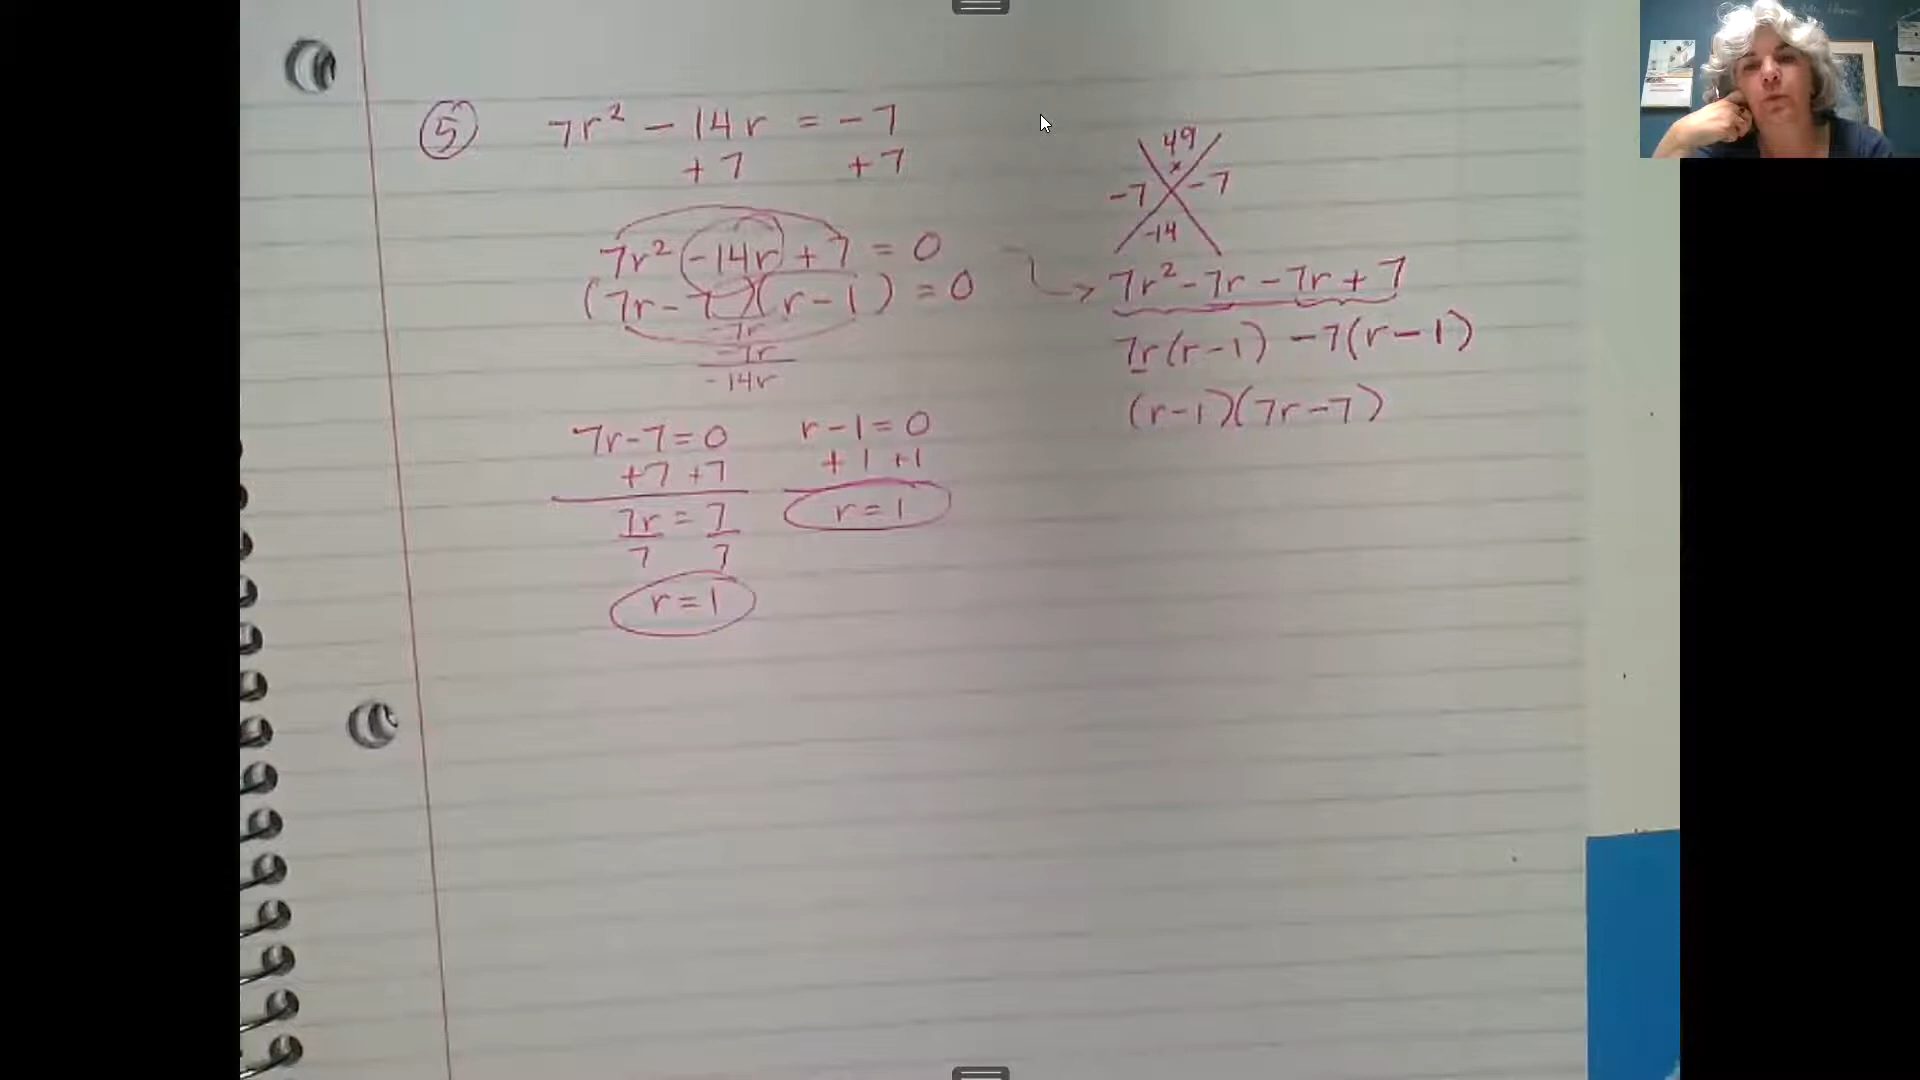 ⑤ 7r² - 14r = -7
+7 +7
7r² -14r + 7 = 0
(7r - 7)(r - 1) = 0
-7r
-7r
-14r
7r - 7 = 0
+7 +7
7r = 7
7 7
r = 1
r - 1 = 0
+1 +1
r = 1
49
x
-7 -7
-14
7r² - 7r - 7r + 7
7r(r - 1) - 7(r - 1)
(r - 1)(7r - 7)